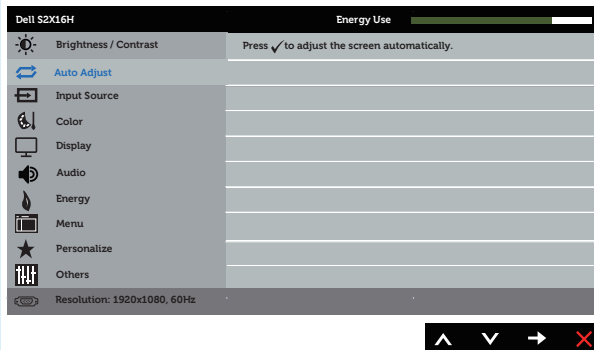 Dell S2X16H Energy Use
Brightness / Contrast Press ✓ to adjust the screen automatically.
Auto Adjust
Input Source
Color
Display
Audio
Energy
Menu
Personalize
Others
Resolution: 1920x1080, 60Hz